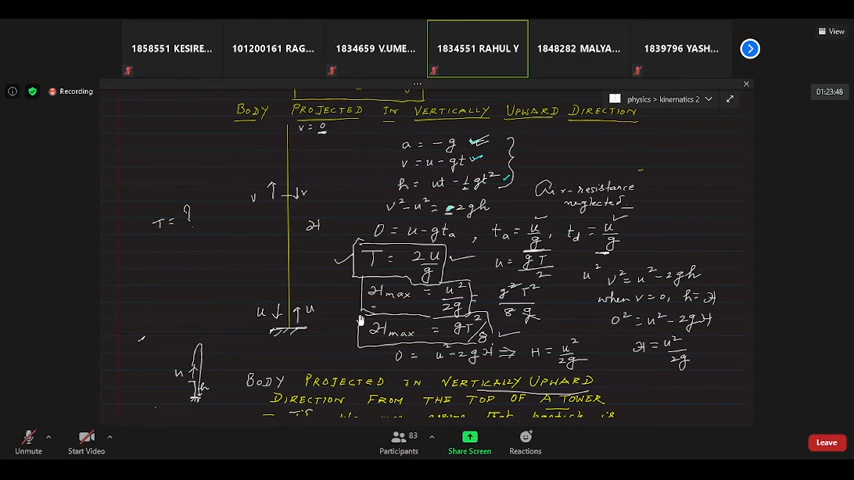 View
1858551 KESIRE...
101200161 RAG...
1834659 V.UME...
1834551 RAHUL Y
1848282 MALYA...
1839796 YASH...
Recording
physics > kinematics 2
01:23:48
BODY PROJECTED IN VERTICALLY UPWARD DIRECTION
v = 0
a = -g
v = u - gt
h = ut - ½gt²
v² - u² = -2gh
Air-resistance
neglected
v
v
T = ?
H
0 = u - gtₐ , tₐ = u/g , t_d = u/g
T = 2u/g
u = gT/2
u²
v² = u² - 2gh
when v = 0, h = H
H max = u²/2g = g²T²/8g
0² = u² - 2gH
H max = gT²/8
H = u²/2g
0 = u² - 2gH ⇒ H = u²/2g
u
u
u
h
BODY PROJECTED IN VERTICALLY UPWARD
DIRECTION FROM THE TOP OF A TOWER
Unmute
Start Video
83
Participants
Share Screen
Reactions
Leave